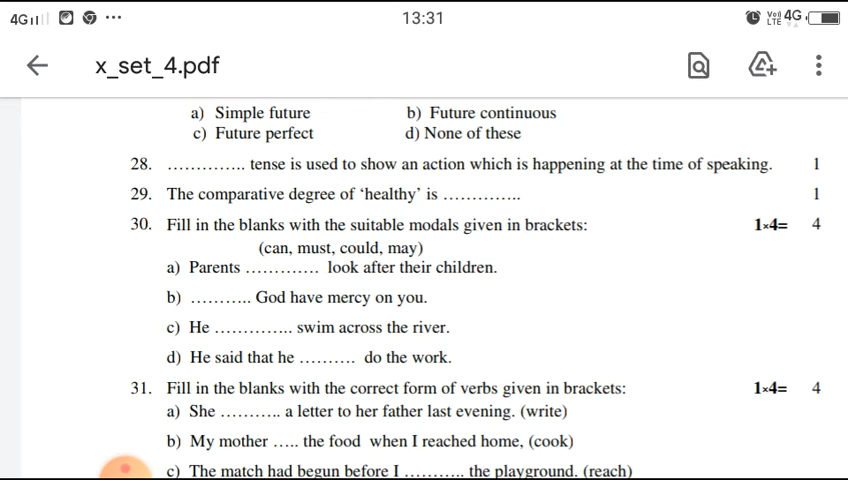 4G 13:31 VoD LTE 4G
x_set_4.pdf
a) Simple future b) Future continuous
c) Future perfect d) None of these
28. ………….. tense is used to show an action which is happening at the time of speaking. 1
29. The comparative degree of ‘healthy’ is ………….. 1
30. Fill in the blanks with the suitable modals given in brackets: 1×4= 4
(can, must, could, may)
a) Parents …………. look after their children.
b) ……….. God have mercy on you.
c) He ………….. swim across the river.
d) He said that he ………. do the work.
31. Fill in the blanks with the correct form of verbs given in brackets: 1×4= 4
a) She ……….. a letter to her father last evening. (write)
b) My mother ….. the food when I reached home, (cook)
c) The match had begun before I ……….. the playground. (reach)